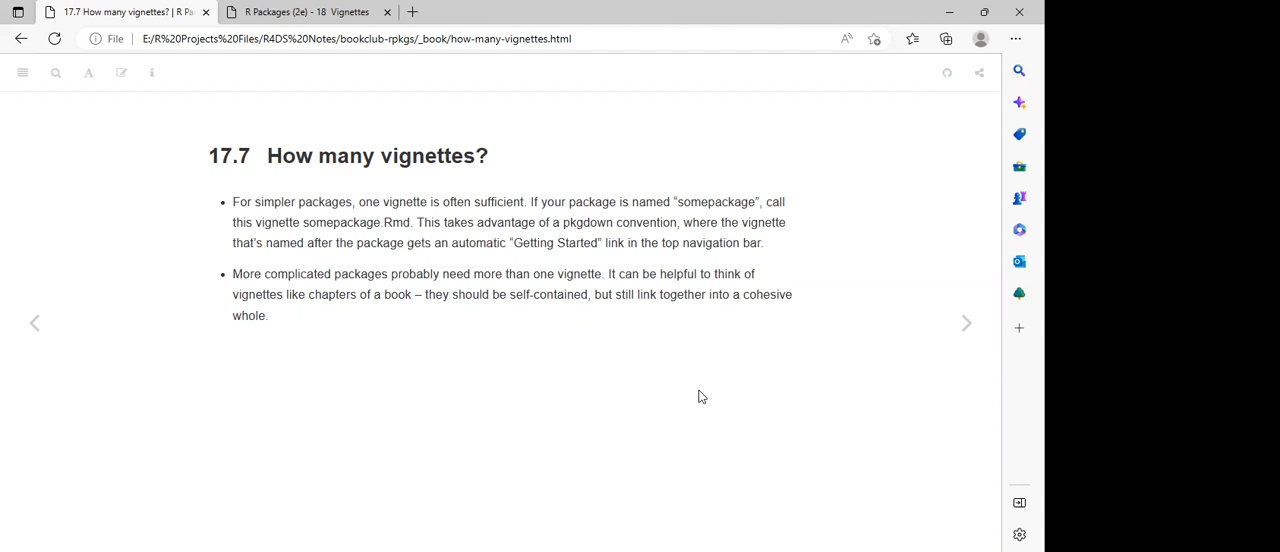 17.7 How many vignettes? | R Pa
R Packages (2e) - 18 Vignettes
File
E:/R%20Projects%20Files/R4DS%20Notes/bookclub-rpkgs/_book/how-many-vignettes.html
17.7 How many vignettes?
• For simpler packages, one vignette is often sufficient. If your package is named “somepackage”, call
this vignette somepackage.Rmd. This takes advantage of a pkgdown convention, where the vignette
that’s named after the package gets an automatic “Getting Started” link in the top navigation bar.
• More complicated packages probably need more than one vignette. It can be helpful to think of
vignettes like chapters of a book – they should be self-contained, but still link together into a cohesive
whole.